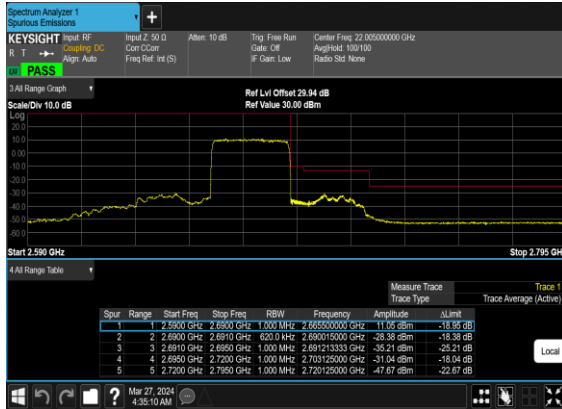 Spectrum Analyzer 1
Spurious Emissions
KEYSIGHT Input: RF Input Z: 50 Ω Atten: 10 dB Trig: Free Run Center Freq: 22.005000000 GHz
R T Coupling: DC Corr CCorr Gate: Off Avg|Hold: 100/100
Align: Auto Freq Ref: Int (S) IF Gain: Low Radio Std: None
PASS
3 All Range Graph
Ref Lvl Offset 29.94 dB
Scale/Div 10.0 dB Ref Value 30.00 dBm
Log
20.0
10.0
0.00
-10.0
-20.0
-30.0
-40.0
-50.0
-60.0
Start 2.590 GHz Stop 2.795 GH
4 All Range Table
Measure Trace Trace 1
Trace Type Trace Average (Active)
Spur Range Start Freq Stop Freq RBW Frequency Amplitude ΔLimit
1 1 2.5900 GHz 2.6900 GHz 1.000 MHz 2.665500000 GHz 11.05 dBm -18.95 dB
2 2 2.6900 GHz 2.6910 GHz 620.0 kHz 2.690015000 GHz -28.38 dBm -18.38 dB
3 3 2.6910 GHz 2.6950 GHz 1.000 MHz 2.691213333 GHz -35.21 dBm -25.21 dB
4 4 2.6950 GHz 2.7200 GHz 1.000 MHz 2.703125000 GHz -31.04 dBm -18.04 dB
5 5 2.7200 GHz 2.7950 GHz 1.000 MHz 2.720125000 GHz -47.67 dBm -22.67 dB
Local
Mar 27, 2024
4:35:10 AM